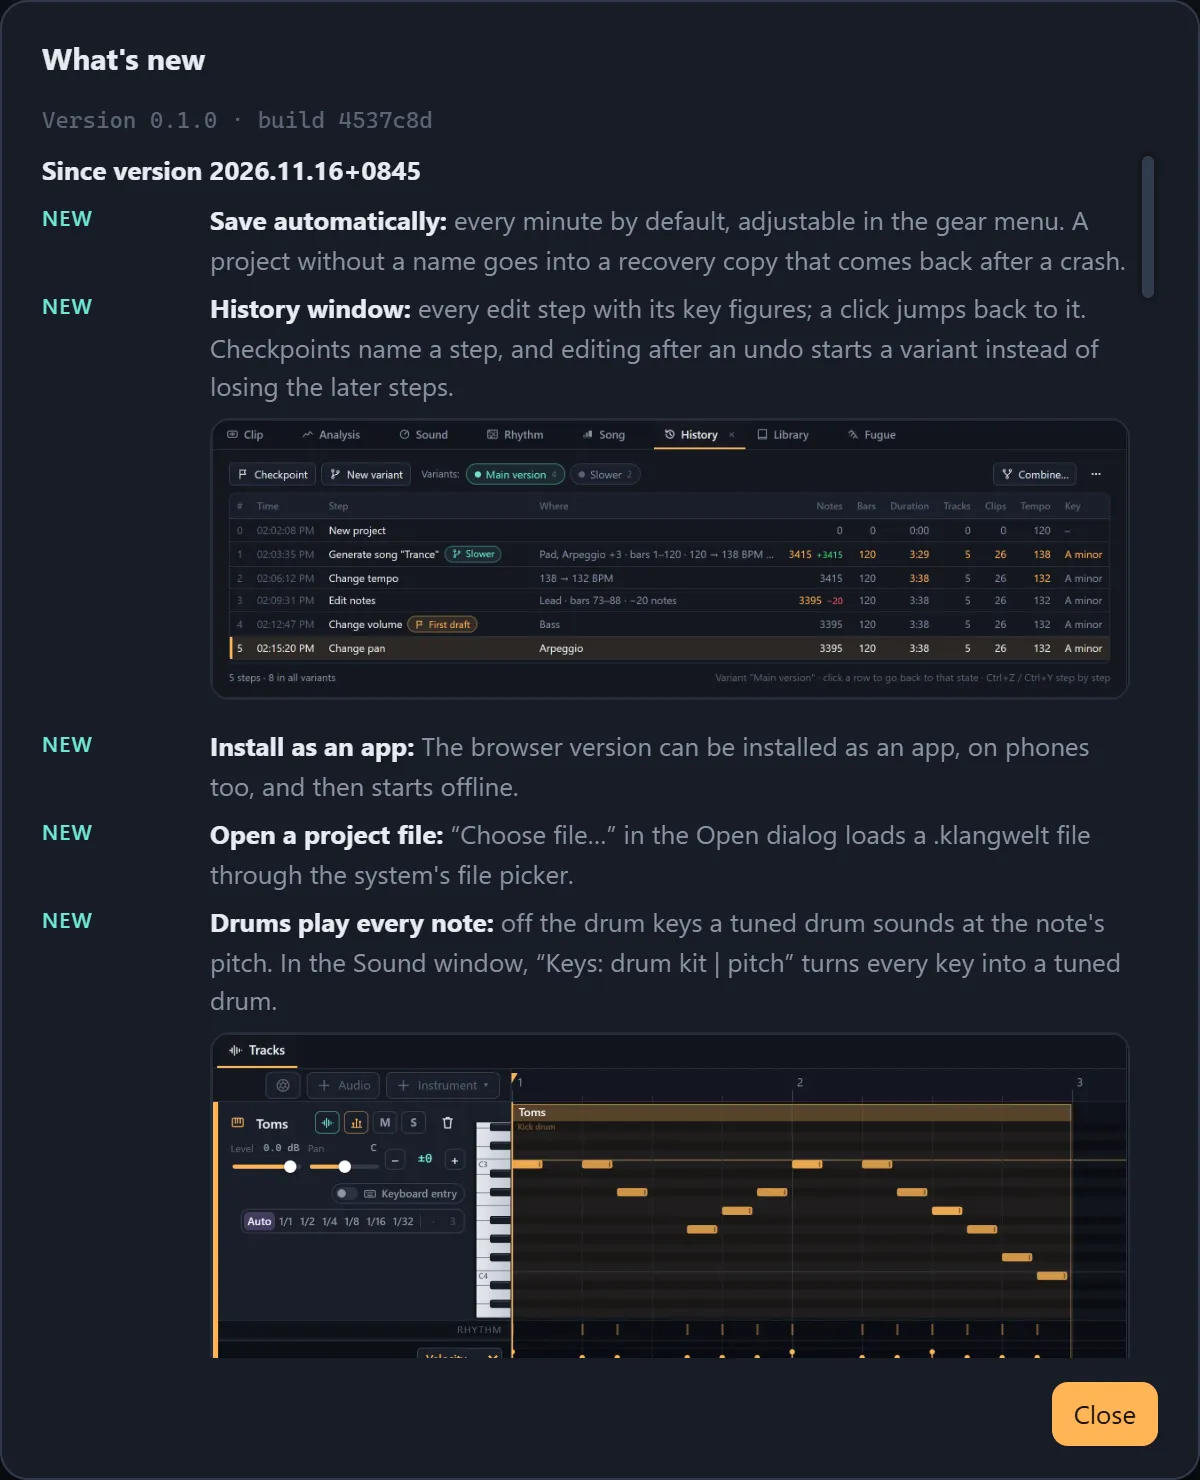 What's new
Version 0.1.0 · build 4537c8d
Since version 2026.11.16+0845
NEW
Save automatically: every minute by default, adjustable in the gear menu. A
project without a name goes into a recovery copy that comes back after a crash.
NEW
History window: every edit step with its key figures; a click jumps back to it.
Checkpoints name a step, and editing after an undo starts a variant instead of
losing the later steps.
Clip Analysis Sound Rhythm Song History × Library Fugue
Checkpoint New variant Variants: Main version 4 Slower 2 Combine... ···
# Time Step Where Notes Bars Duration Tracks Clips Tempo Key
0 02:02:08 PM New project 0 0 0:00 0 0 120 –
1 02:03:35 PM Generate song "Trance" Slower Pad, Arpeggio +3 · bars 1–120 · 120 → 138 BPM ... 3415 +3415 120 3:29 5 26 138 A minor
2 02:06:12 PM Change tempo 138 → 132 BPM 3415 120 3:38 5 26 132 A minor
3 02:09:31 PM Edit notes Lead · bars 73–88 · −20 notes 3395 −20 120 3:38 5 26 132 A minor
4 02:12:47 PM Change volume First draft Bass 3395 120 3:38 5 26 132 A minor
5 02:15:20 PM Change pan Arpeggio 3395 120 3:38 5 26 132 A minor
5 steps · 8 in all variants Variant "Main version" · click a row to go back to that state · Ctrl+Z / Ctrl+Y step by step
NEW
Install as an app: The browser version can be installed as an app, on phones
too, and then starts offline.
NEW
Open a project file: “Choose file...” in the Open dialog loads a .klangwelt file
through the system's file picker.
NEW
Drums play every note: off the drum keys a tuned drum sounds at the note's
pitch. In the Sound window, “Keys: drum kit | pitch” turns every key into a tuned
drum.
Tracks
+ Audio + Instrument 1 2 3
Toms M S Toms
Kick drum
Level 0.0 dB Pan C
− ±0 +
C3
Keyboard entry
Auto 1/1 1/2 1/4 1/8 1/16 1/32 · 3
C4
RHYTHM
Velocity
Close